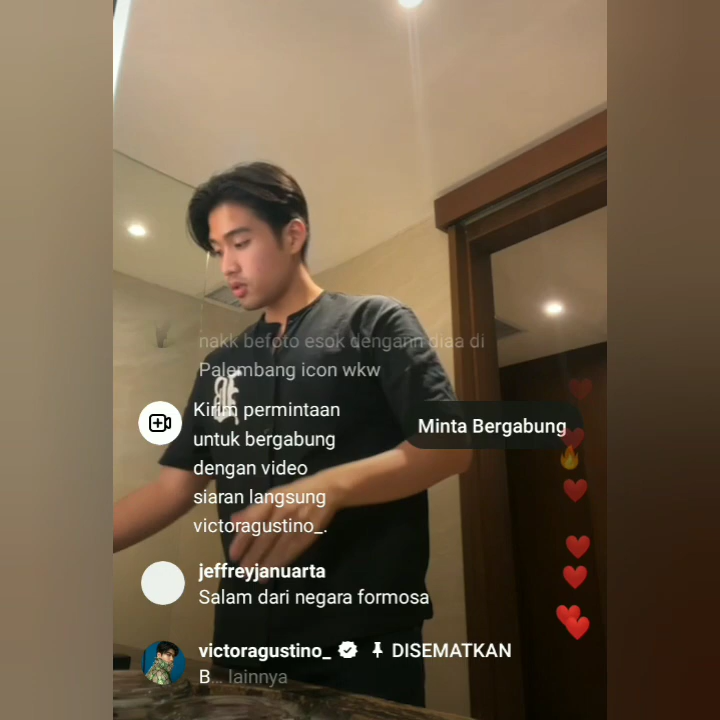 nakk befoto esok dengann diaa di
Palembang icon wkw
Kirim permintaan
untuk bergabung
dengan video
siaran langsung
victoragustino_.
Minta Bergabung
jeffreyjanuarta
Salam dari negara formosa
victoragustino_ DISEMATKAN
B... lainnya